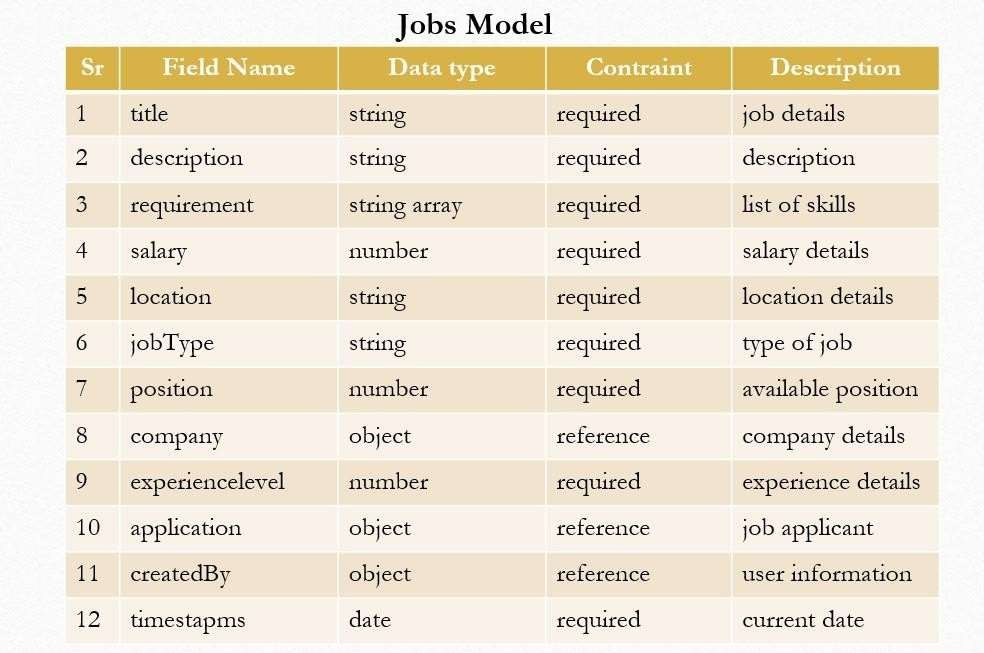 Jobs Model
Sr Field Name Data type Contraint Description
1 title string required job details
2 description string required description
3 requirement string array required list of skills
4 salary number required salary details
5 location string required location details
6 jobType string required type of job
7 position number required available position
8 company object reference company details
9 experiencelevel number required experience details
10 application object reference job applicant
11 createdBy object reference user information
12 timestapms date required current date